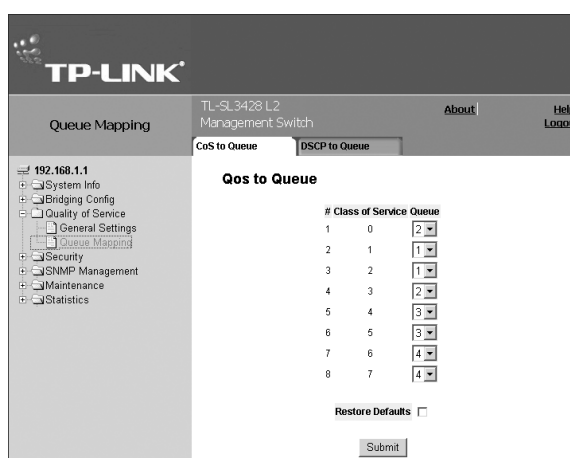 TP-LINK
Queue Mapping
TL-SL3428 L2
Management Switch
About
Hel
Logo
CoS to Queue
DSCP to Queue
192.168.1.1
System Info
Bridging Config
Quality of Service
General Settings
Queue Mapping
Security
SNMP Management
Maintenance
Statistics
Qos to Queue
# Class of Service Queue
1 0 2
2 1 1
3 2 1
4 3 2
5 4 3
6 5 3
7 6 4
8 7 4
Restore Defaults
Submit